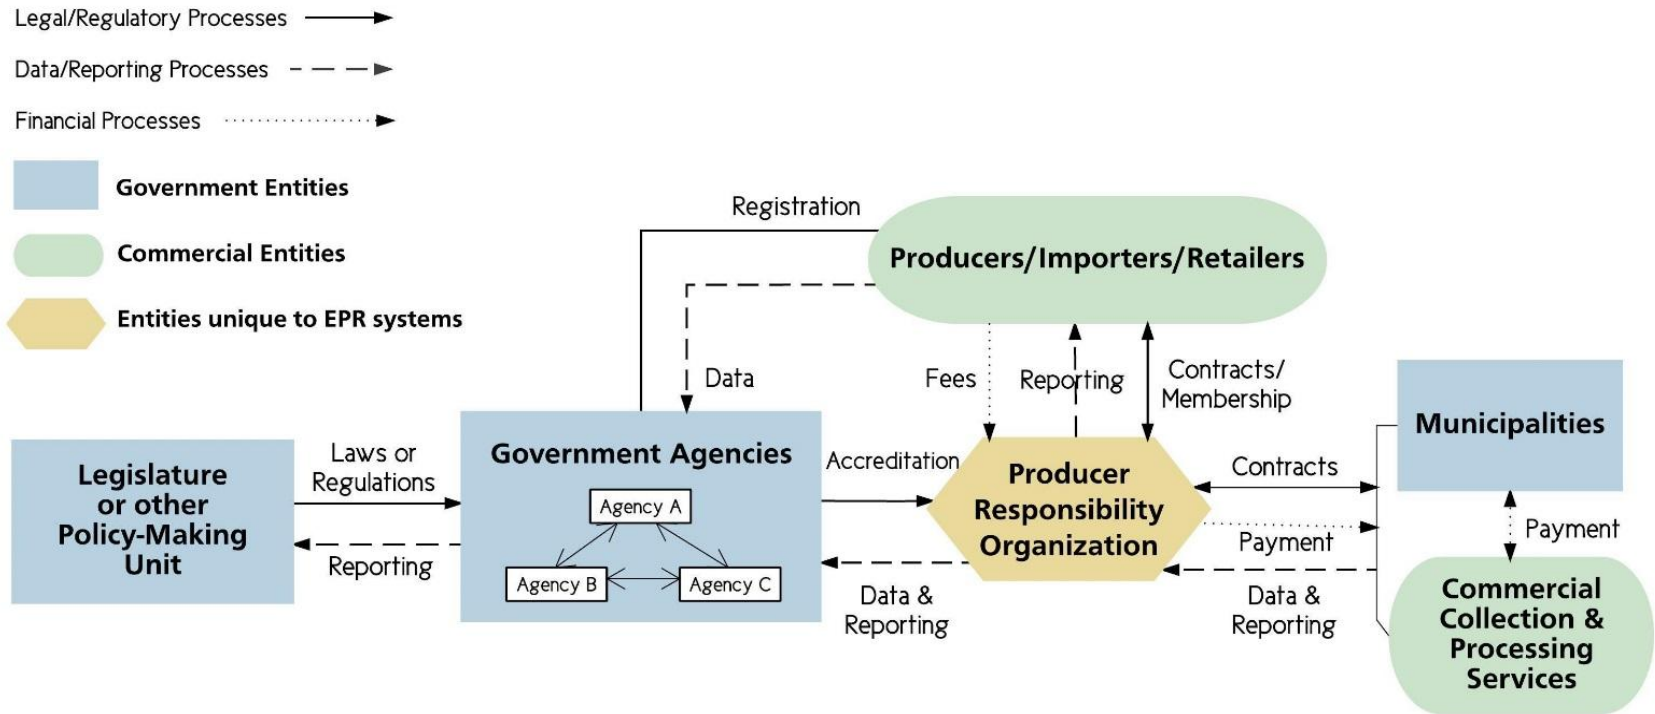 Legal/Regulatory Processes
Data/Reporting Processes
Financial Processes
Government Entities
Commercial Entities
Entities unique to EPR systems
Registration
Producers/Importers/Retailers
Data
Fees
Reporting
Contracts/
Membership
Municipalities
Legislature
or other
Policy-Making
Unit
Laws or
Regulations
Reporting
Government Agencies
Agency A
Agency B
Agency C
Accreditation
Data &
Reporting
Producer
Responsibility
Organization
Contracts
Payment
Data &
Reporting
Payment
Commercial
Collection &
Processing
Services